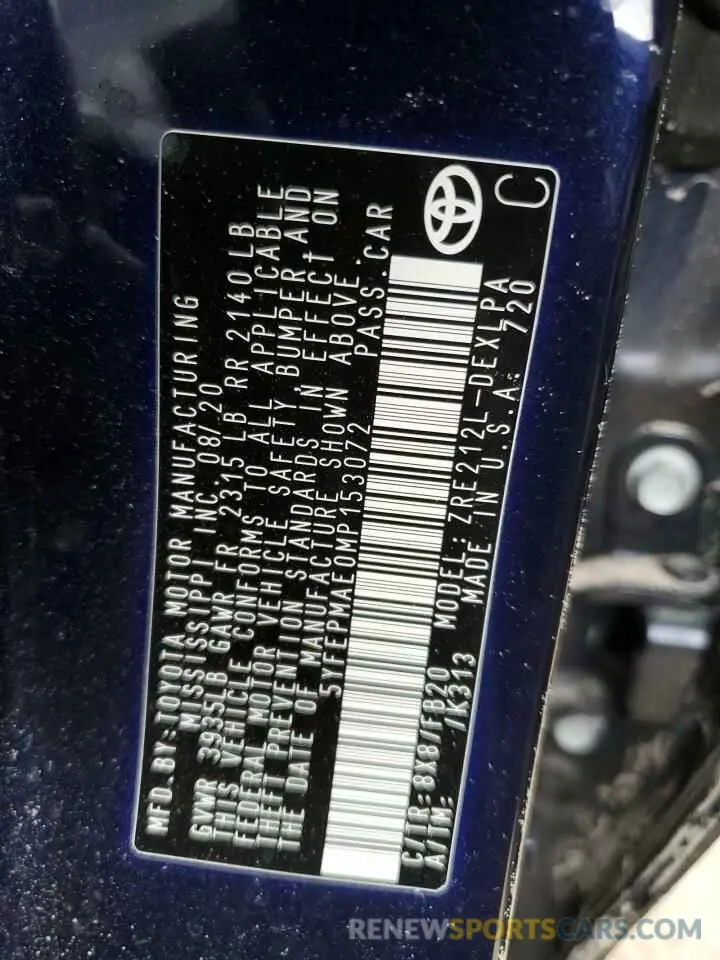 MFD.BY:TOYOTA MOTOR MANUFACTURING
MISSISSIPPI INC. 08/20
GVWR 3935LB GAWR FR 2315 LB RR 2140LB
THIS VEHICLE CONFORMS TO ALL APPLICABLE
FEDERAL MOTOR VEHICLE SAFETY, BUMPER AND
THEFT PREVENTION STANDARDS IN EFFECT ON
THE DATE OF MANUFACTURE SHOWN ABOVE.
5YFEPMAE0MP153072 PASS.CAR
C/TR:8X8/FB20 MODEL:ZRE212L-DEXLPA
A/TM: /K313 MADE IN U.S.A. 720
C
RENEWSPORTSCARS.COM